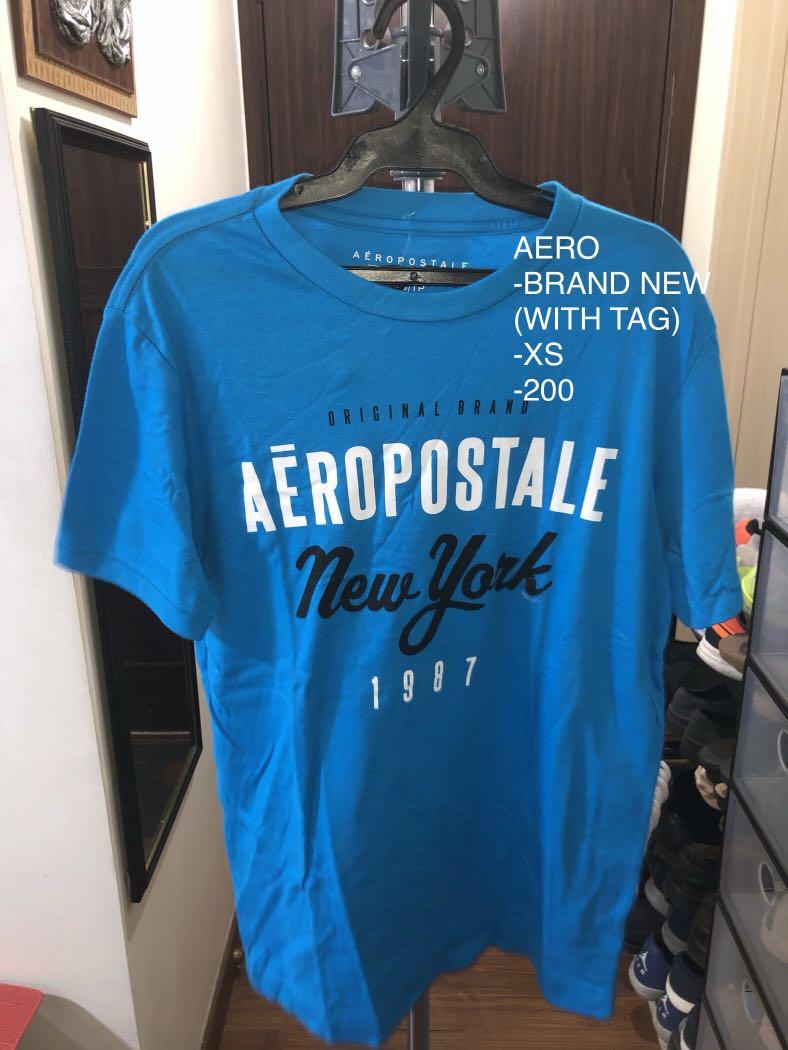 AÉROPOSTALE
AERO
-BRAND NEW
(WITH TAG)
-XS
-200
ORIGINAL BRAND
AĒROPOSTALE
New York
1987